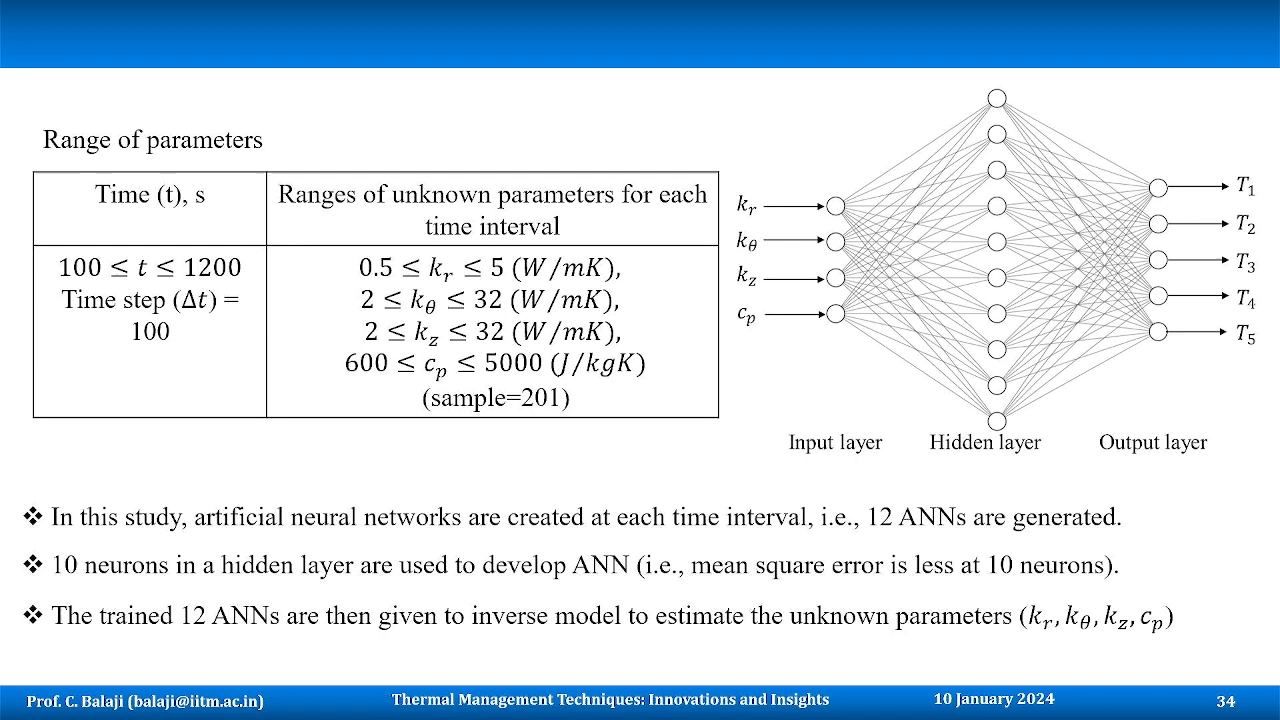 Range of parameters
Time (t), s
Ranges of unknown parameters for each
time interval
100 ≤ t ≤ 1200
Time step (Δt) =
100
0.5 ≤ k_r ≤ 5 (W/mK),
2 ≤ k_θ ≤ 32 (W/mK),
2 ≤ k_z ≤ 32 (W/mK),
600 ≤ c_p ≤ 5000 (J/kgK)
(sample=201)
k_r
k_θ
k_z
c_p
T_1
T_2
T_3
T_4
T_5
Input layer
Hidden layer
Output layer
❖ In this study, artificial neural networks are created at each time interval, i.e., 12 ANNs are generated.
❖ 10 neurons in a hidden layer are used to develop ANN (i.e., mean square error is less at 10 neurons).
❖ The trained 12 ANNs are then given to inverse model to estimate the unknown parameters (k_r, k_θ, k_z, c_p)
Prof. C. Balaji (balaji@iitm.ac.in)
Thermal Management Techniques: Innovations and Insights
10 January 2024
34